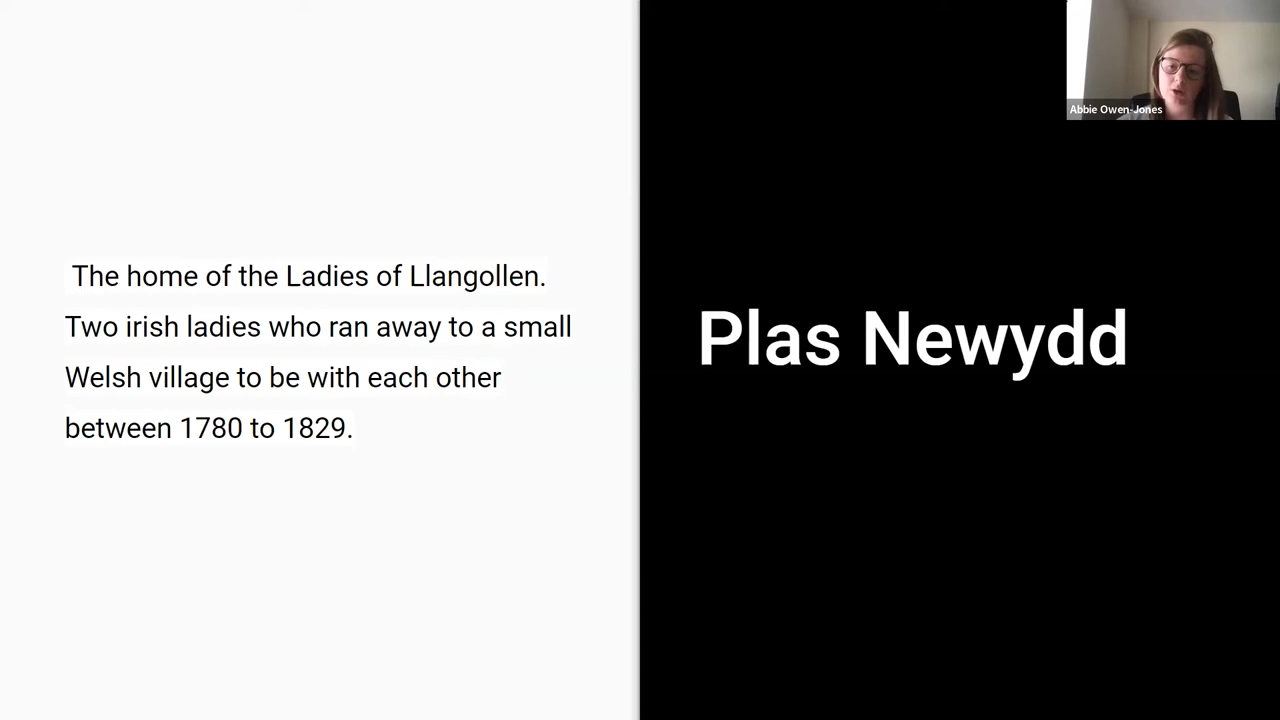 The home of the Ladies of Llangollen.
Two irish ladies who ran away to a small
Welsh village to be with each other
between 1780 to 1829.
Plas Newydd
Abbie Owen-Jones